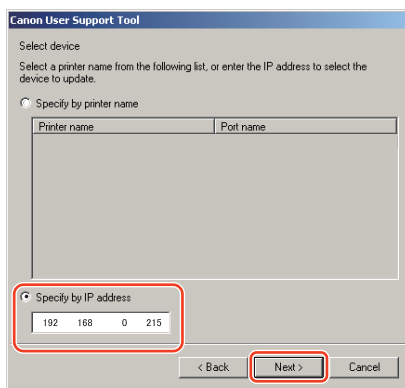 Canon User Support Tool
Select device
Select a printer name from the following list, or enter the IP address to select the
device to update.
Specify by printer name
Printer name Port name
Specify by IP address
192 168 0 215
< Back Next > Cancel